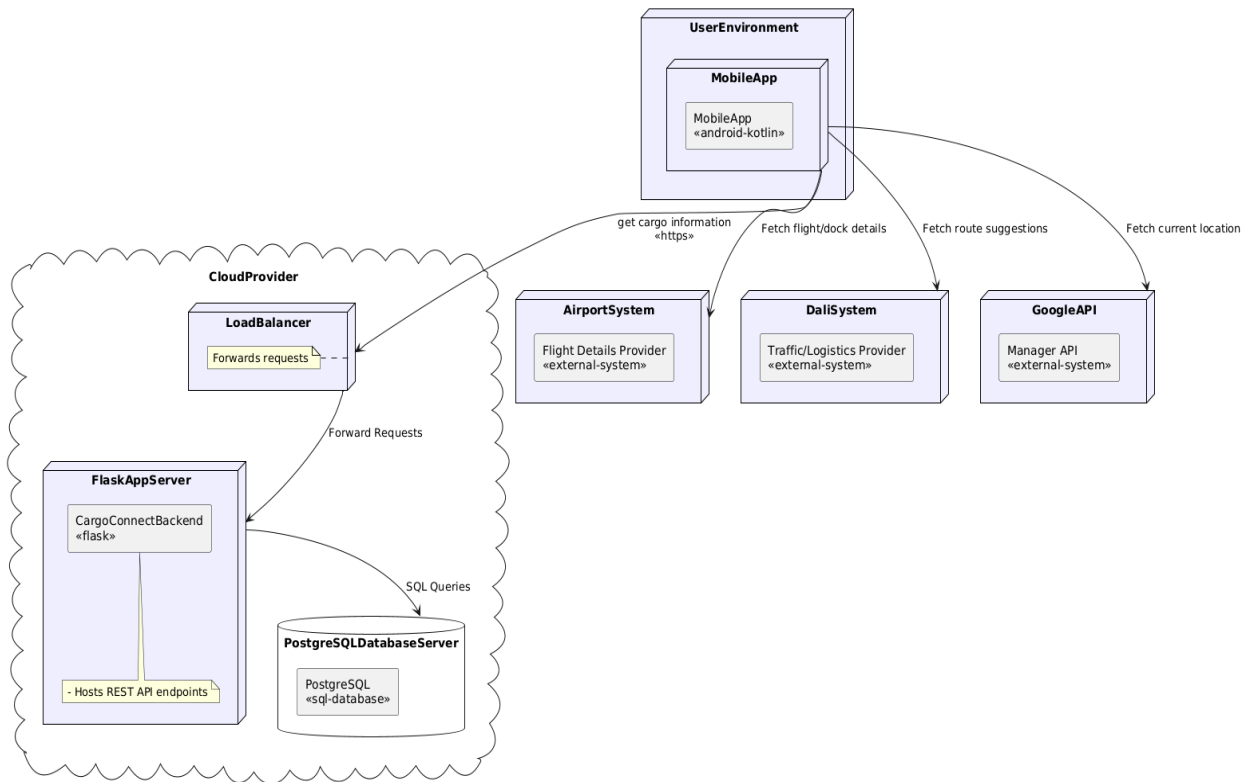 UserEnvironment
MobileApp
MobileApp
«android-kotlin»
get cargo information
«https»
Fetch flight/dock details
Fetch route suggestions
Fetch current location
CloudProvider
LoadBalancer
Forwards requests
AirportSystem
Flight Details Provider
«external-system»
DaliSystem
Traffic/Logistics Provider
«external-system»
GoogleAPI
Manager API
«external-system»
Forward Requests
FlaskAppServer
CargoConnectBackend
«flask»
SQL Queries
- Hosts REST API endpoints
PostgreSQLDatabaseServer
PostgreSQL
«sql-database»